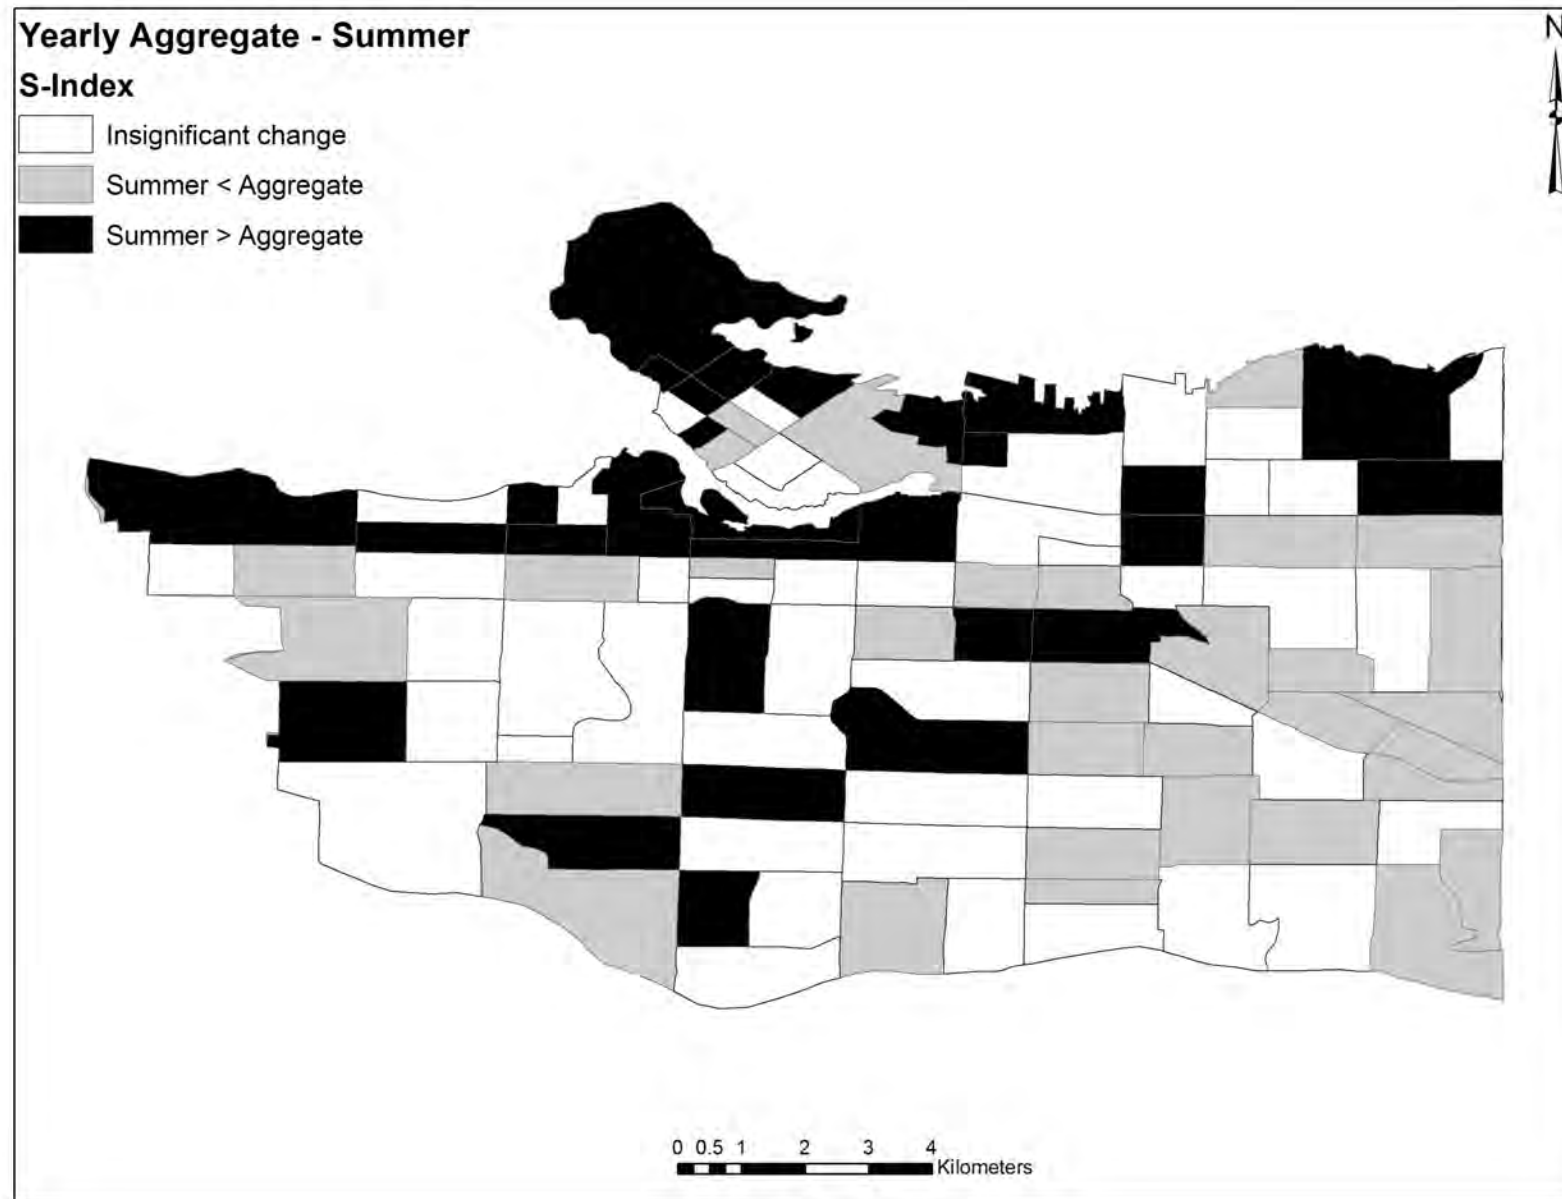 Yearly Aggregate - Summer
S-Index
Insignificant change
Summer < Aggregate
Summer > Aggregate
N
0 0.5 1 2 3 4
Kilometers